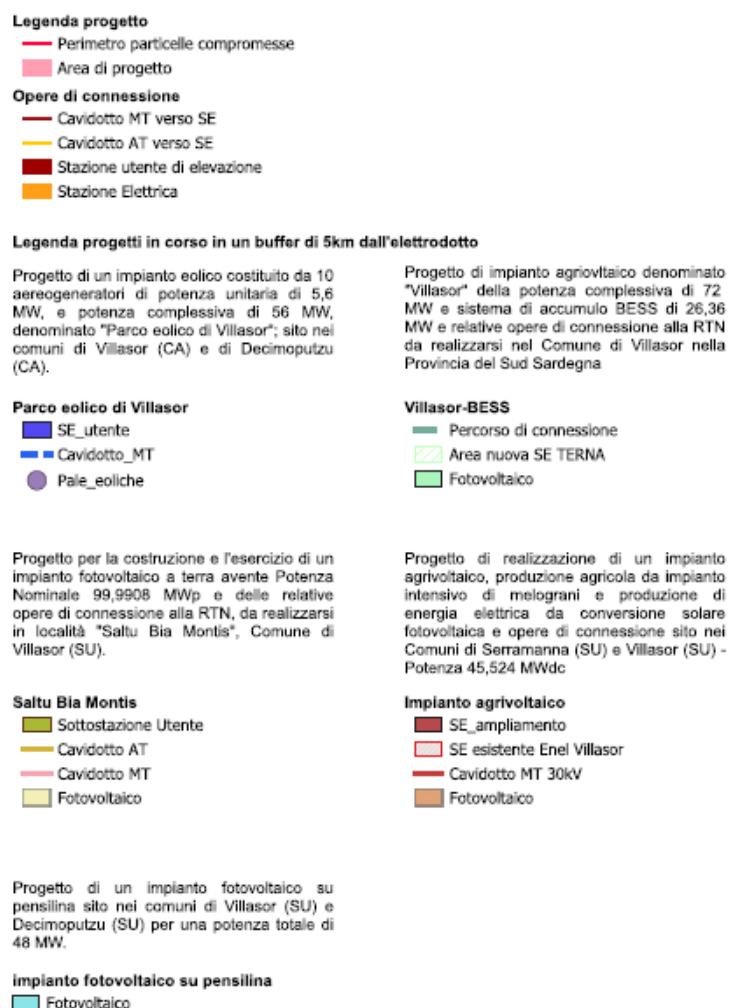 Legenda progetto
Perimetro particelle compromesse
Area di progetto
Opere di connessione
Cavidotto MT verso SE
Cavidotto AT verso SE
Stazione utente di elevazione
Stazione Elettrica
Legenda progetti in corso in un buffer di 5km dall'elettrodotto
Progetto di un impianto eolico costituito da 10
aereogeneratori di potenza unitaria di 5,6
MW, e potenza complessiva di 56 MW,
denominato "Parco eolico di Villasor"; sito nei
comuni di Villasor (CA) e di Decimoputzu
(CA).
Parco eolico di Villasor
SE_utente
Cavidotto_MT
Pale_eoliche
Progetto di impianto agriovltaico denominato
"Villasor" della potenza complessiva di 72
MW e sistema di accumulo BESS di 26,36
MW e relative opere di connessione alla RTN
da realizzarsi nel Comune di Villasor nella
Provincia del Sud Sardegna
Villasor-BESS
Percorso di connessione
Area nuova SE TERNA
Fotovoltaico
Progetto per la costruzione e l'esercizio di un
impianto fotovoltaico a terra avente Potenza
Nominale 99,9908 MWp e delle relative
opere di connessione alla RTN, da realizzarsi
in località "Saltu Bia Montis", Comune di
Villasor (SU).
Saltu Bia Montis
Sottostazione Utente
Cavidotto AT
Cavidotto MT
Fotovoltaico
Progetto di realizzazione di un impianto
agrivoltaico, produzione agricola da impianto
intensivo di melograni e produzione di
energia elettrica da conversione solare
fotovoltaica e opere di connessione sito nei
Comuni di Serramanna (SU) e Villasor (SU) -
Potenza 45,524 MWdc
Impianto agrivoltaico
SE_ampliamento
SE esistente Enel Villasor
Cavidotto MT 30kV
Fotovoltaico
Progetto di un impianto fotovoltaico su
pensilina sito nei comuni di Villasor (SU) e
Decimoputzu (SU) per una potenza totale di
48 MW.
impianto fotovoltaico su pensilina
Fotovoltaico